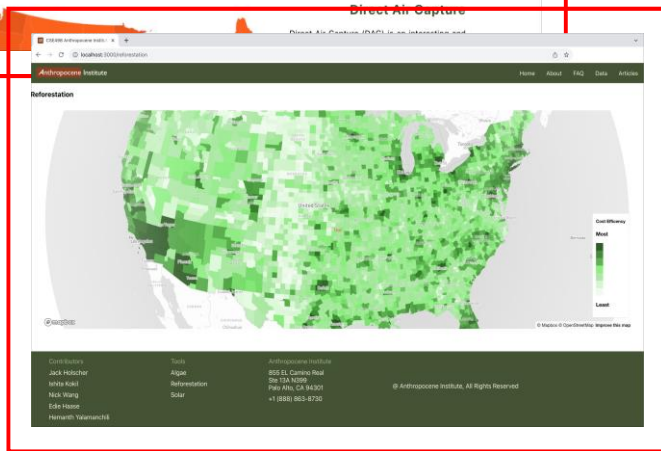 Direct Air Capture
Direct Air Capture (DAC) is an interesting and
localhost:3000/reforestation
Anthropocene Institute
Home About FAQ Data Articles
Reforestation
Cost Efficiency
Most
Least
mapbox
© Mapbox © OpenStreetMap Improve this map
Contributors
Jack Holscher
Ishita Kokil
Nick Wang
Edie Haase
Hemanth Yalamanchili
Tools
Algae
Reforestation
Solar
Anthropocene Institute
855 EL Camino Real
Ste 13A N399
Palo Alto, CA 94301
+1 (888) 863-8730
@ Anthropocene Institute, All Rights Reserved